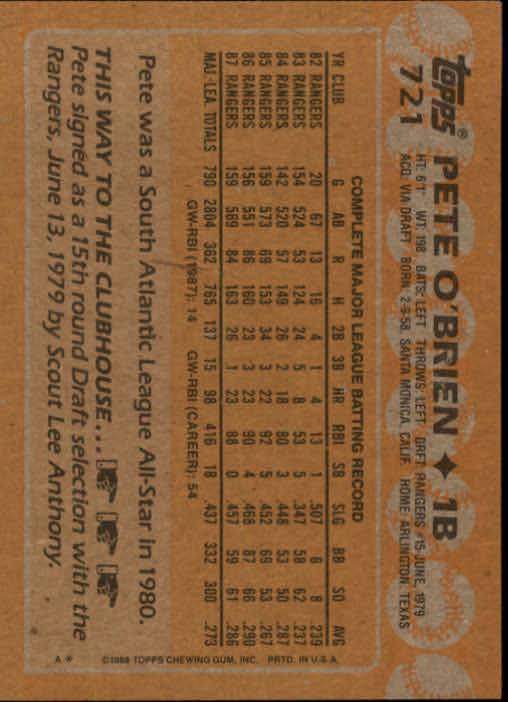 topps®
721
PETE O'BRIEN ✦ 1B
HT: 6'1" WT: 198 BATS: LEFT THROWS: LEFT DRFT: RANGERS #15-JUNE, 1979
ACQ: VIA DRAFT BORN: 2-9-58, SANTA MONICA, CALIF. HOME: ARLINGTON, TEXAS
COMPLETE MAJOR LEAGUE BATTING RECORD
YR CLUB G AB R H 2B 3B HR RBI SB SLG BB SO AVG
82 RANGERS 20 67 13 16 4 1 4 13 1 .507 6 8 .239
83 RANGERS 154 524 53 124 24 5 8 53 5 .347 58 62 .237
84 RANGERS 142 520 57 149 26 2 18 80 3 .448 53 50 .287
85 RANGERS 159 573 69 153 34 3 22 92 5 .452 69 53 .267
86 RANGERS 156 551 86 160 23 3 23 90 4 .468 87 66 .290
87 RANGERS 159 569 84 163 26 1 23 88 0 .457 59 61 .286
MAJ. LEA. TOTALS 790 2804 362 765 137 15 98 416 18 .437 332 300 .273
GW-RBI (1987): 14 GW-RBI (CAREER): 54
Pete was a South Atlantic League All-Star in 1980.
THIS WAY TO THE CLUBHOUSE...
Pete signed as a 15th round Draft selection with the
Rangers, June 13, 1979 by Scout Lee Anthony.
©1988 TOPPS CHEWING GUM, INC. PRTD. IN U.S.A.
A *